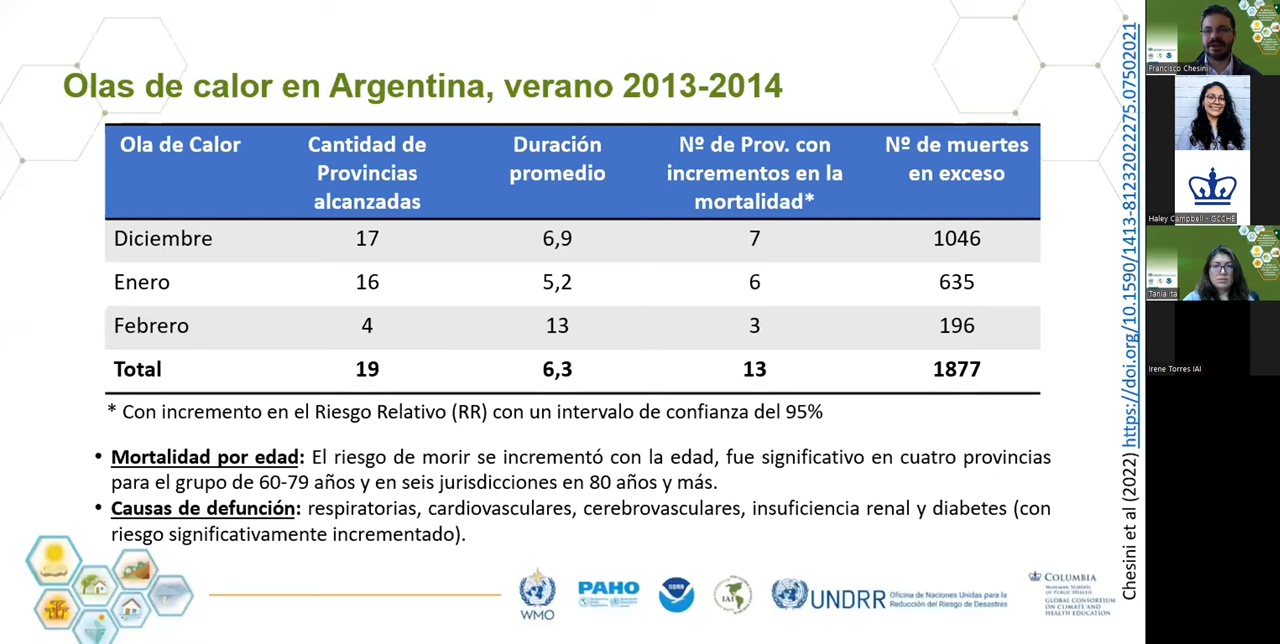 Olas de calor en Argentina, verano 2013-2014
Ola de Calor
Cantidad de
Provincias
alcanzadas
Duración
promedio
Nº de Prov. con
incrementos en la
mortalidad*
Nº de muertes
en exceso
Diciembre 17 6,9 7 1046
Enero 16 5,2 6 635
Febrero 4 13 3 196
Total 19 6,3 13 1877
* Con incremento en el Riesgo Relativo (RR) con un intervalo de confianza del 95%
• Mortalidad por edad: El riesgo de morir se incrementó con la edad, fue significativo en cuatro provincias
para el grupo de 60-79 años y en seis jurisdicciones en 80 años y más.
• Causas de defunción: respiratorias, cardiovasculares, cerebrovasculares, insuficiencia renal y diabetes (con
riesgo significativamente incrementado).
Chesini et al (2022) https://doi.org/10.1590/1413-81232022275.07502021
WMO
PAHO
NOAA
IAI
UNDRR
Oficina de Naciones Unidas para la
Reducción del Riesgo de Desastres
COLUMBIA
MAILMAN SCHOOL
OF PUBLIC HEALTH
GLOBAL CONSORTIUM
ON CLIMATE AND
HEALTH EDUCATION
Francisco Chesini
Haley Campbell - GCCHE
Tania Ita
Irene Torres IAI